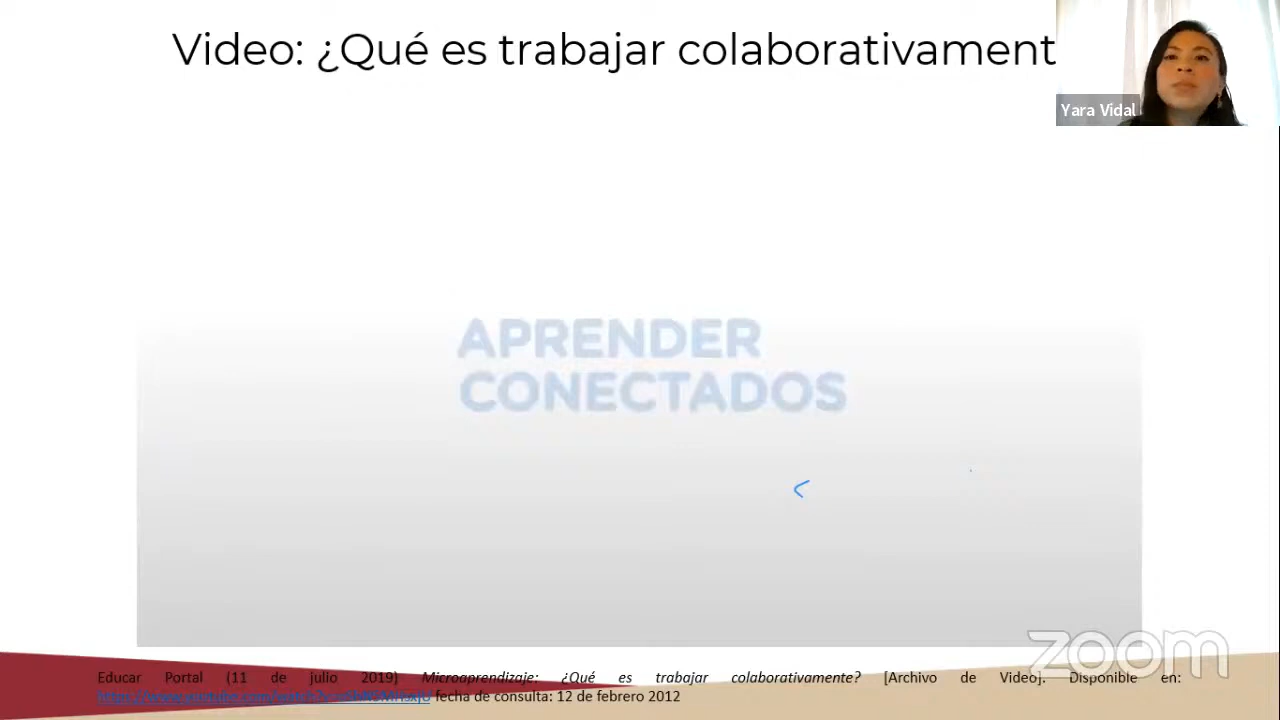 Video: ¿Qué es trabajar colaborativament
Yara Vidal
APRENDER
CONECTADOS
zoom
Educar Portal (11 de julio 2019) Microaprendizaje: ¿Qué es trabajar colaborativamente? [Archivo de Video]. Disponible en:
fecha de consulta: 12 de febrero 2012